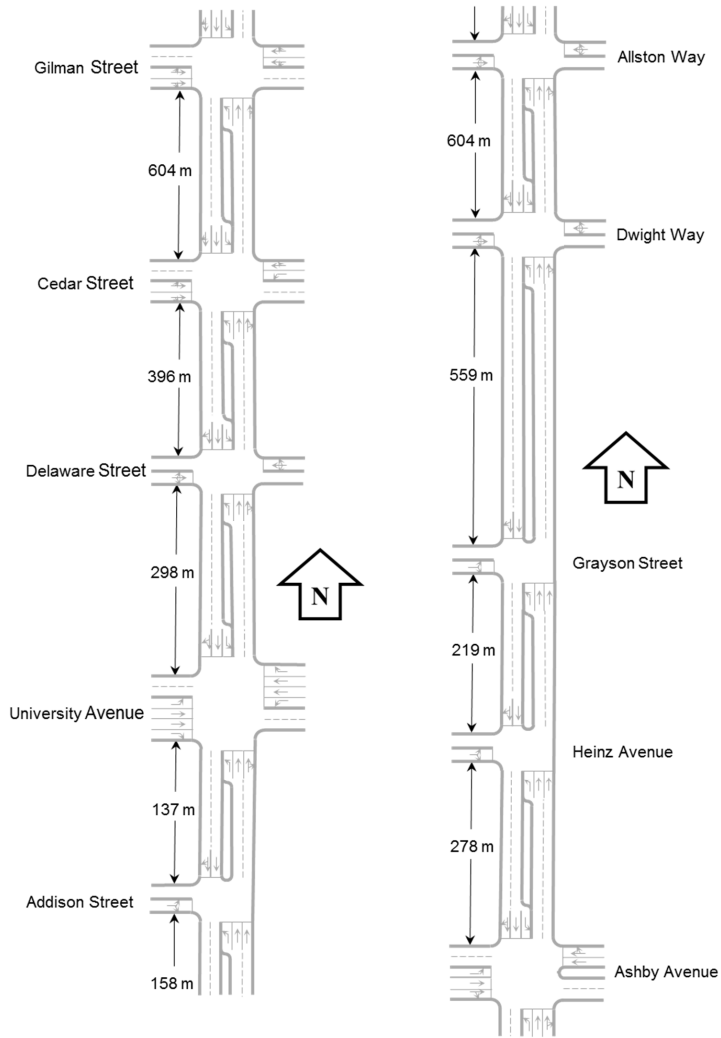 Gilman Street
604 m
Cedar Street
396 m
Delaware Street
298 m
N
University Avenue
137 m
Addison Street
158 m
Allston Way
604 m
Dwight Way
559 m
N
Grayson Street
219 m
Heinz Avenue
278 m
Ashby Avenue